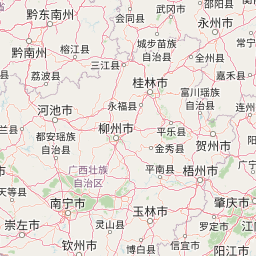 黔东南州
武冈市
邵阳县
永州市
会同县
黔南州
榕江县
城步苗族
自治县
全州县
三江县
嘉禾县
荔波县
桂林市
富川瑶族
自治县
河池市
永福县
连州
柳州市
平乐县
都安瑶族
自治县
金秀县
贺州市
兰县
广西壮族
自治区
平南县
梧州市
天等县
南宁市
玉林市
肇庆市
崇左市
灵山县
罗定市
钦州市
博白县
信宜市
阳江市